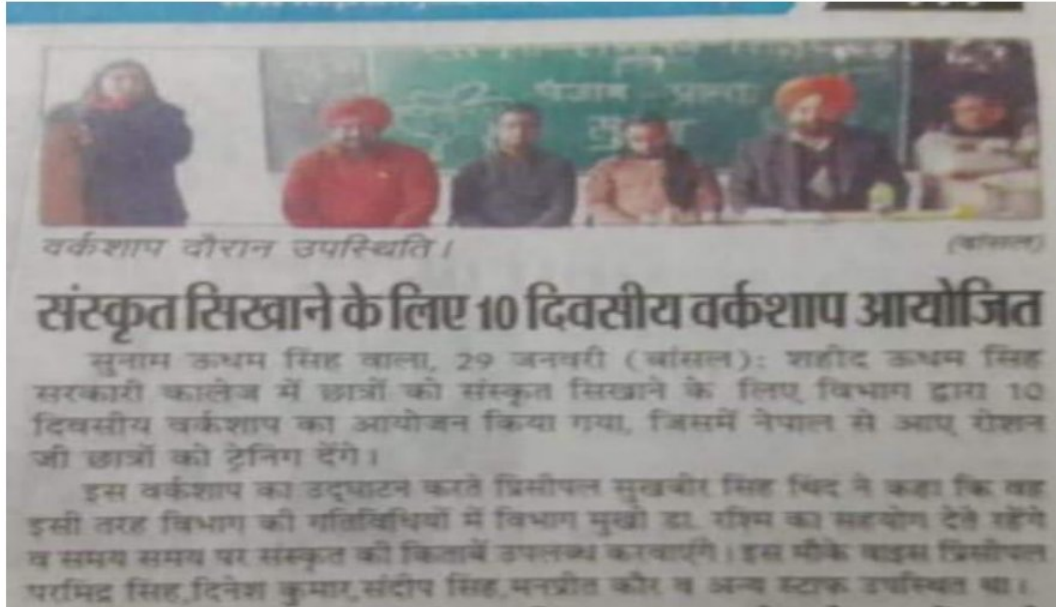 पंजाब प्रान्त
वर्कशाप दौरान उपस्थिति।
(बांसल)
संस्कृत सिखाने के लिए 10 दिवसीय वर्कशाप आयोजित
सुनाम ऊधम सिंह वाला, 29 जनवरी (बांसल): शहीद ऊधम सिंह
सरकारी कालेज में छात्रों को संस्कृत सिखाने के लिए विभाग द्वारा 10
दिवसीय वर्कशाप का आयोजन किया गया, जिसमें नेपाल से आए रोशन
जी छात्रों को ट्रेनिंग देंगे।
इस वर्कशाप का उद्घाटन करते प्रिंसीपल सुखबीर सिंह थिंद ने कहा कि वह
इसी तरह विभाग की गतिविधियों में विभाग मुखी डा. रश्मि का सहयोग देते रहेंगे
व समय समय पर संस्कृत की किताबें उपलब्ध करवाएंगे। इस मौके वाइस प्रिंसीपल
परमिंद्र सिंह, दिनेश कुमार, संदीप सिंह, मनप्रीत कौर व अन्य स्टाफ उपस्थित था।